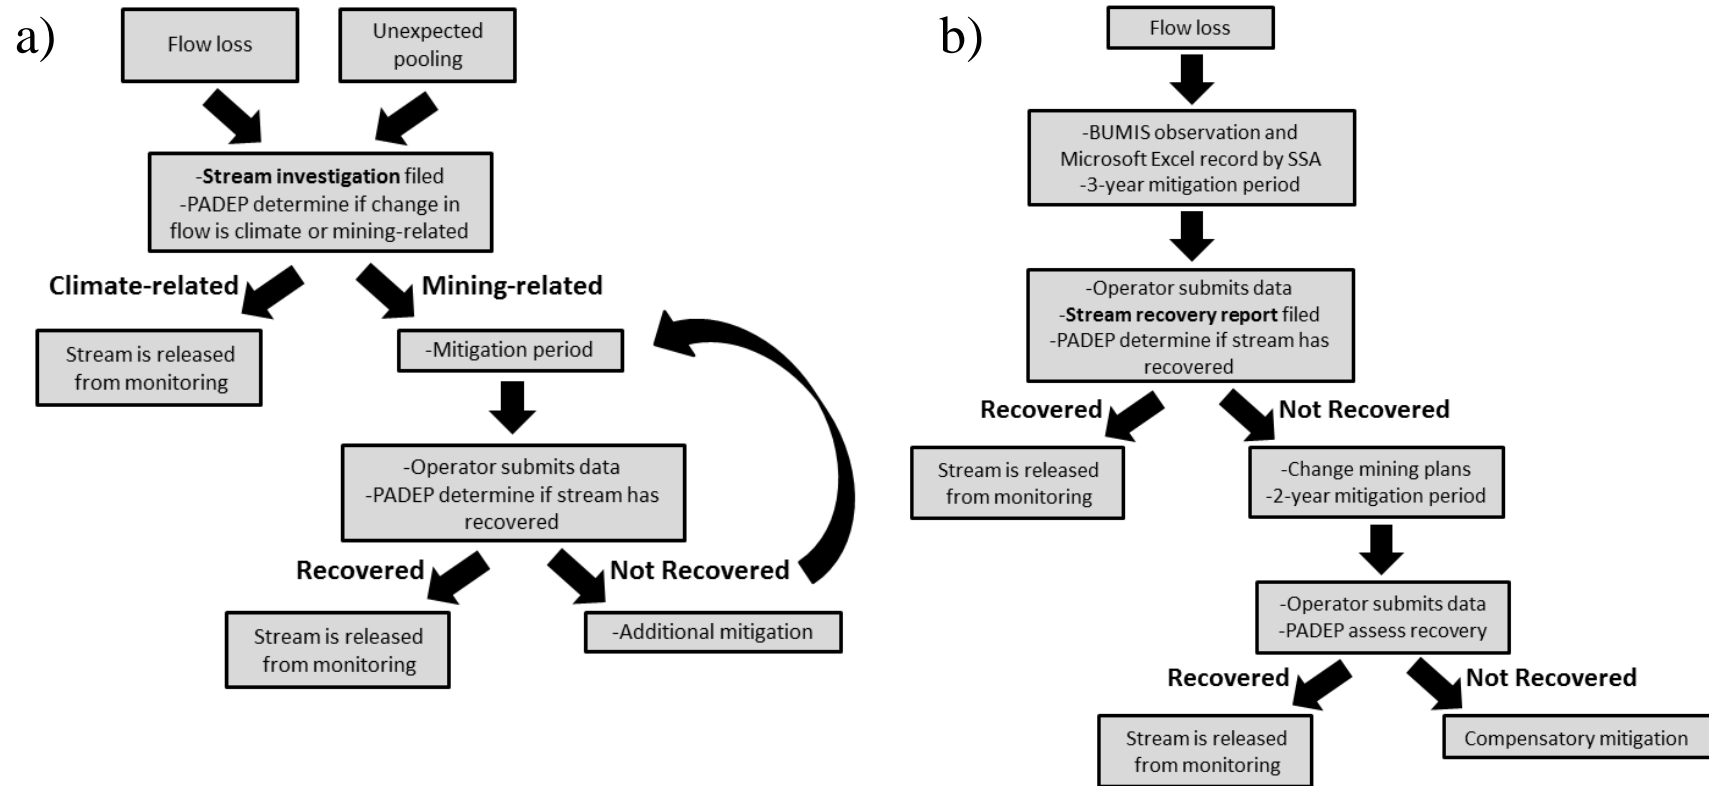 a)
Flow loss
Unexpected
pooling
-Stream investigation filed
-PADEP determine if change in
flow is climate or mining-related
Climate-related
Mining-related
Stream is released
from monitoring
-Mitigation period
-Operator submits data
-PADEP determine if stream has
recovered
Recovered
Not Recovered
Stream is released
from monitoring
-Additional mitigation
b)
Flow loss
-BUMIS observation and
Microsoft Excel record by SSA
-3-year mitigation period
-Operator submits data
-Stream recovery report filed
-PADEP determine if stream has
recovered
Recovered
Not Recovered
Stream is released
from monitoring
-Change mining plans
-2-year mitigation period
-Operator submits data
-PADEP assess recovery
Recovered
Not Recovered
Stream is released
from monitoring
Compensatory mitigation